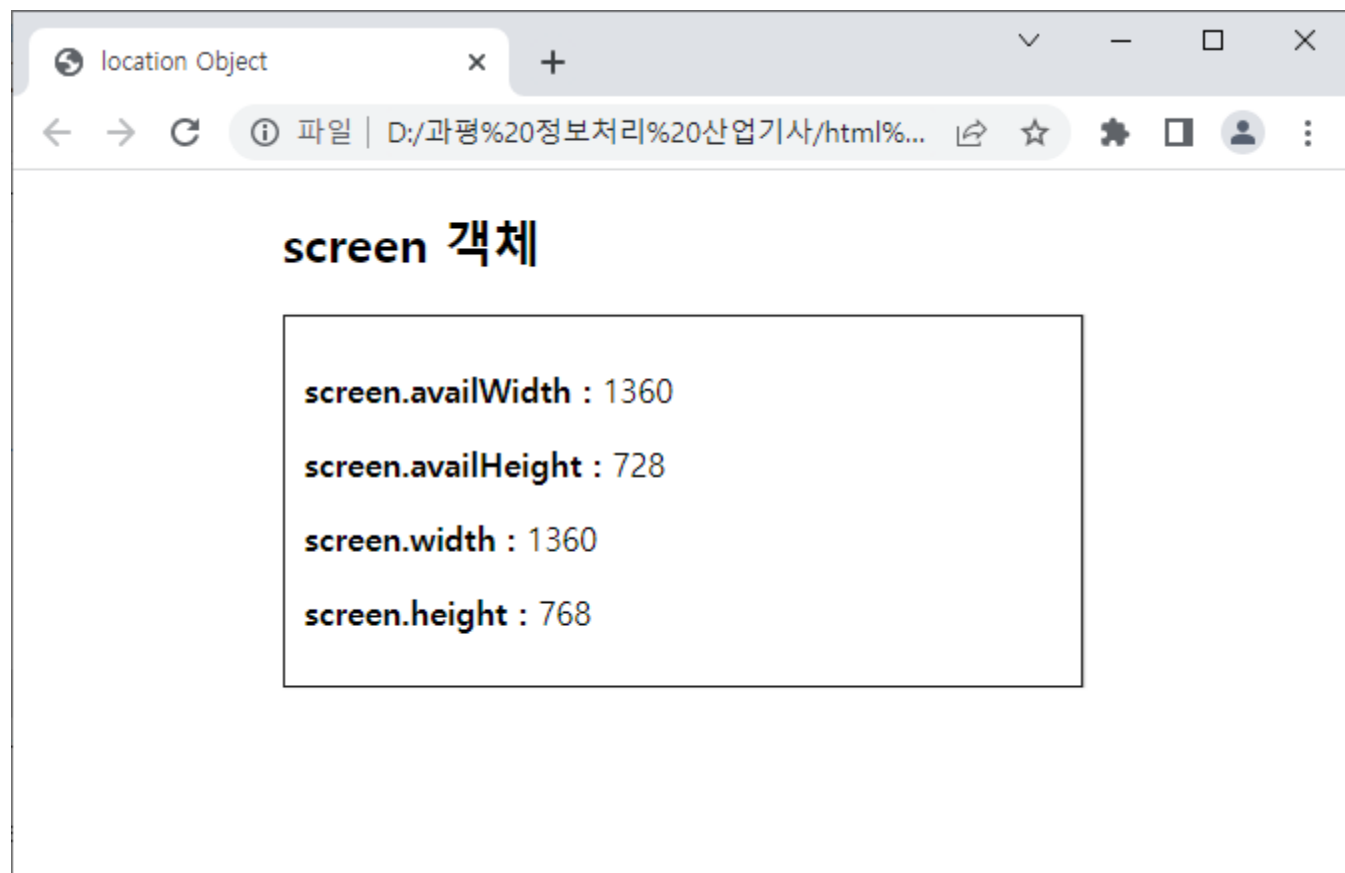 location Object
파일 | D:/과평%20정보처리%20산업기사/html%...
screen 객체
screen.availWidth : 1360
screen.availHeight : 728
screen.width : 1360
screen.height : 768